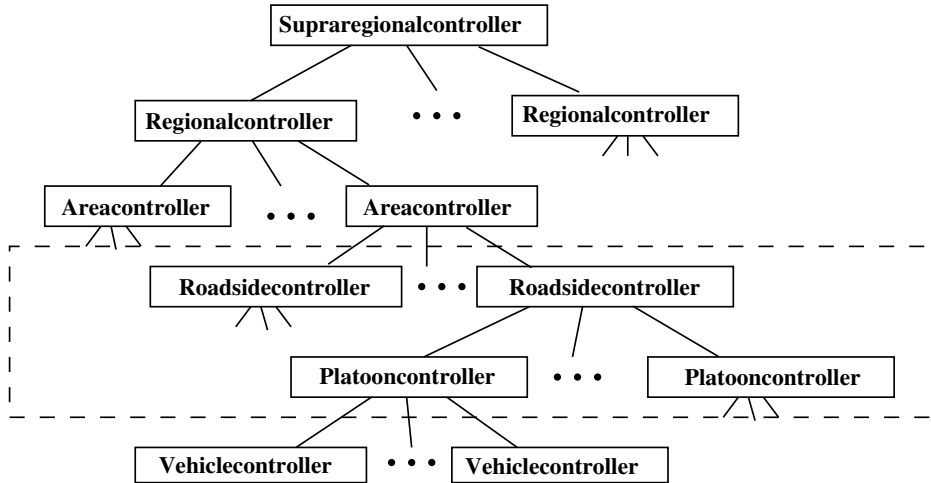 Supraregionalcontroller
Regionalcontroller
Regionalcontroller
Areacontroller
Areacontroller
Roadsidecontroller
Roadsidecontroller
Platooncontroller
Platooncontroller
Vehiclecontroller
Vehiclecontroller